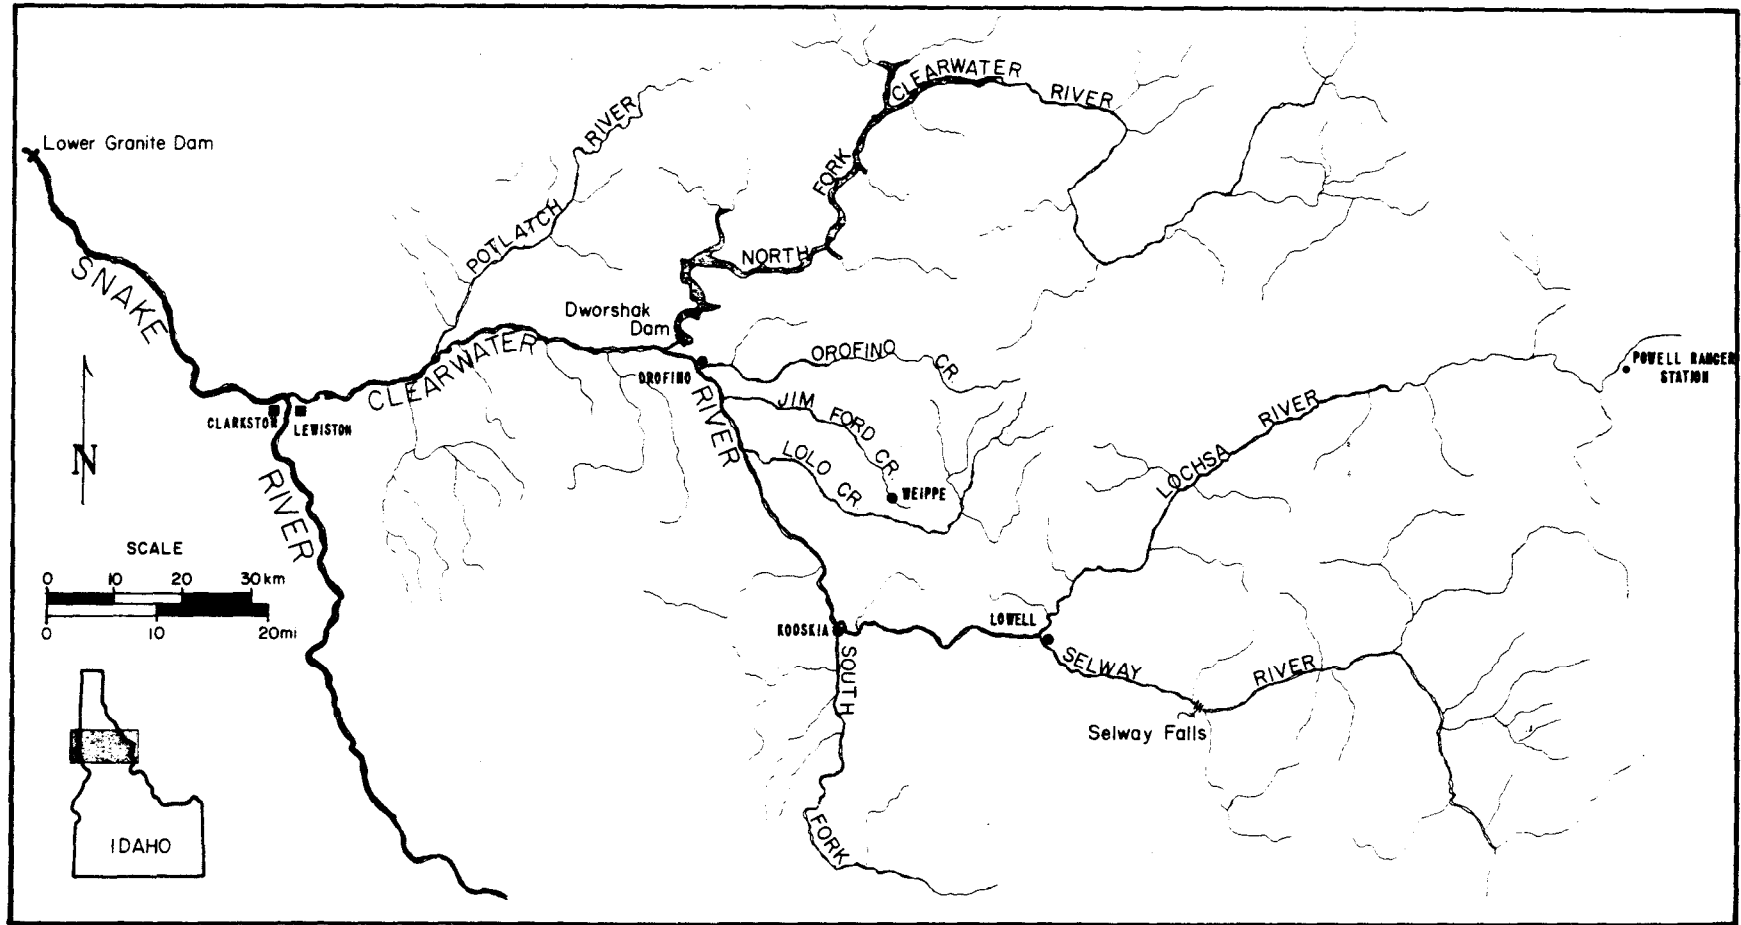 CLEARWATER
RIVER
RIVER
Lower Granite Dam
FORK
POTLATCH
NORTH
SNAKE
Dworshak
Dam
CLEARWATER
OROFINO
CR.
OROFINO
POWELL RANGER
STATION
JIM FORD CR.
RIVER
CLARKSTON
LEWISTON
RIVER
LOLO CR.
LOCHSA
N
RIVER
WEIPPE
SCALE
0 10 20 30 km
0 10 20 mi
KOOSKIA
LOWELL
SOUTH
SELWAY
RIVER
Selway Falls
FORK
IDAHO